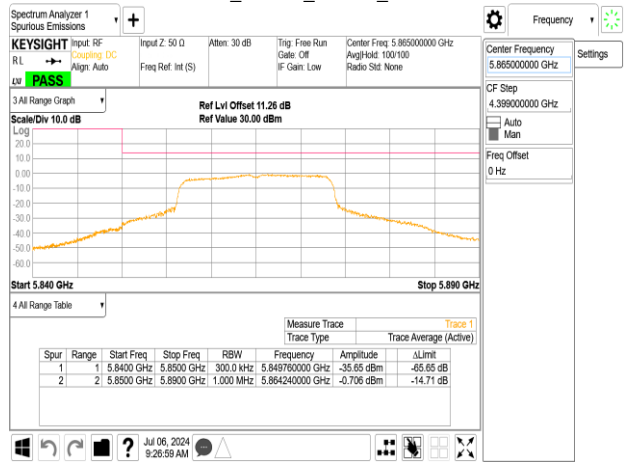 Spectrum Analyzer 1
Spurious Emissions
Frequency
KEYSIGHT
Input: RF
Coupling: DC
Align: Auto
Input Z: 50 Ω
Freq Ref: Int (S)
Atten: 30 dB
Trig: Free Run
Gate: Off
IF Gain: Low
Center Freq: 5.865000000 GHz
Avg|Hold: 100/100
Radio Std: None
RL
LXI
PASS
Center Frequency
5.865000000 GHz
Settings
CF Step
4.399000000 GHz
Auto
Man
Freq Offset
0 Hz
3 All Range Graph
Ref Lvl Offset 11.26 dB
Scale/Div 10.0 dB
Ref Value 30.00 dBm
Log
20.0
10.0
0.00
-10.0
-20.0
-30.0
-40.0
-50.0
-60.0
Start 5.840 GHz
Stop 5.890 GHz
4 All Range Table
Measure Trace Trace 1
Trace Type Trace Average (Active)
Spur Range Start Freq Stop Freq RBW Frequency Amplitude ΔLimit
1 1 5.8400 GHz 5.8500 GHz 300.0 kHz 5.849760000 GHz -35.65 dBm -65.65 dB
2 2 5.8500 GHz 5.8900 GHz 1.000 MHz 5.864240000 GHz -0.706 dBm -14.71 dB
Jul 06, 2024
9:26:59 AM